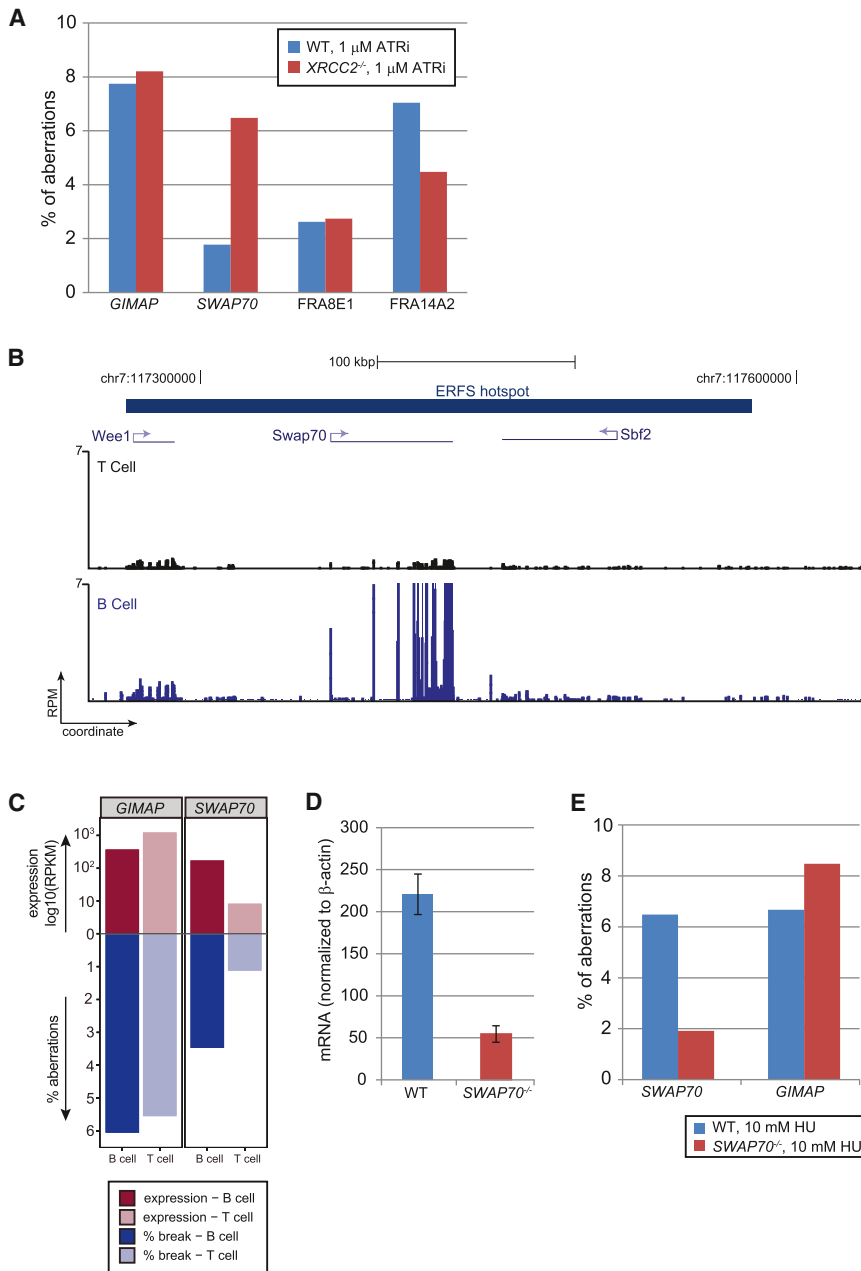 A
10
8
6
4
2
0
% of aberrations
WT, 1 μM ATRi
XRCC2-/-, 1 μM ATRi
GIMAP SWAP70 FRA8E1 FRA14A2
B
100 kbp
chr7:117300000 chr7:117600000
ERFS hotspot
Wee1 Swap70 Sbf2
7
T Cell
7
B Cell
RPM
coordinate
C
GIMAP SWAP70
expression
log10(RPKM)
10³
10²
10
0
1
2
3
4
5
6
% aberrations
B cell T cell B cell T cell
expression – B cell
expression – T cell
% break – B cell
% break – T cell
D
300
250
200
150
100
50
0
mRNA (normalized to β-actin)
WT SWAP70-/-
E
10
8
6
4
2
0
% of aberrations
SWAP70 GIMAP
WT, 10 mM HU
SWAP70-/-, 10 mM HU